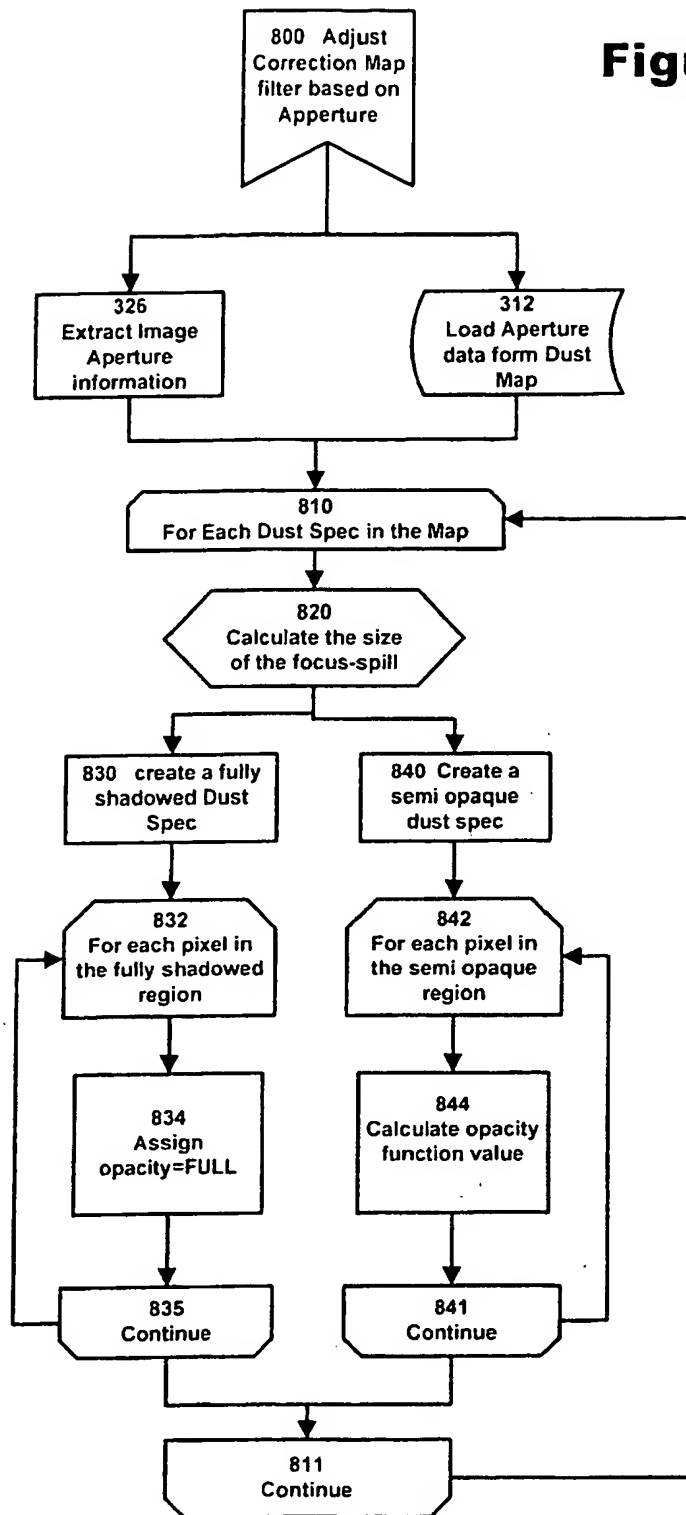 800 Adjust
Correction Map
filter based on
Apperture
Figu
326
Extract Image
Aperture
information
312
Load Aperture
data form Dust
Map
810
For Each Dust Spec in the Map
820
Calculate the size
of the focus-spill
830 create a fully
shadowed Dust
Spec
840 Create a
semi opaque
dust spec
832
For each pixel in
the fully shadowed
region
842
For each pixel in
the semi opaque
region
834
Assign
opacity=FULL
844
Calculate opacity
function value
835
Continue
841
Continue
811
Continue